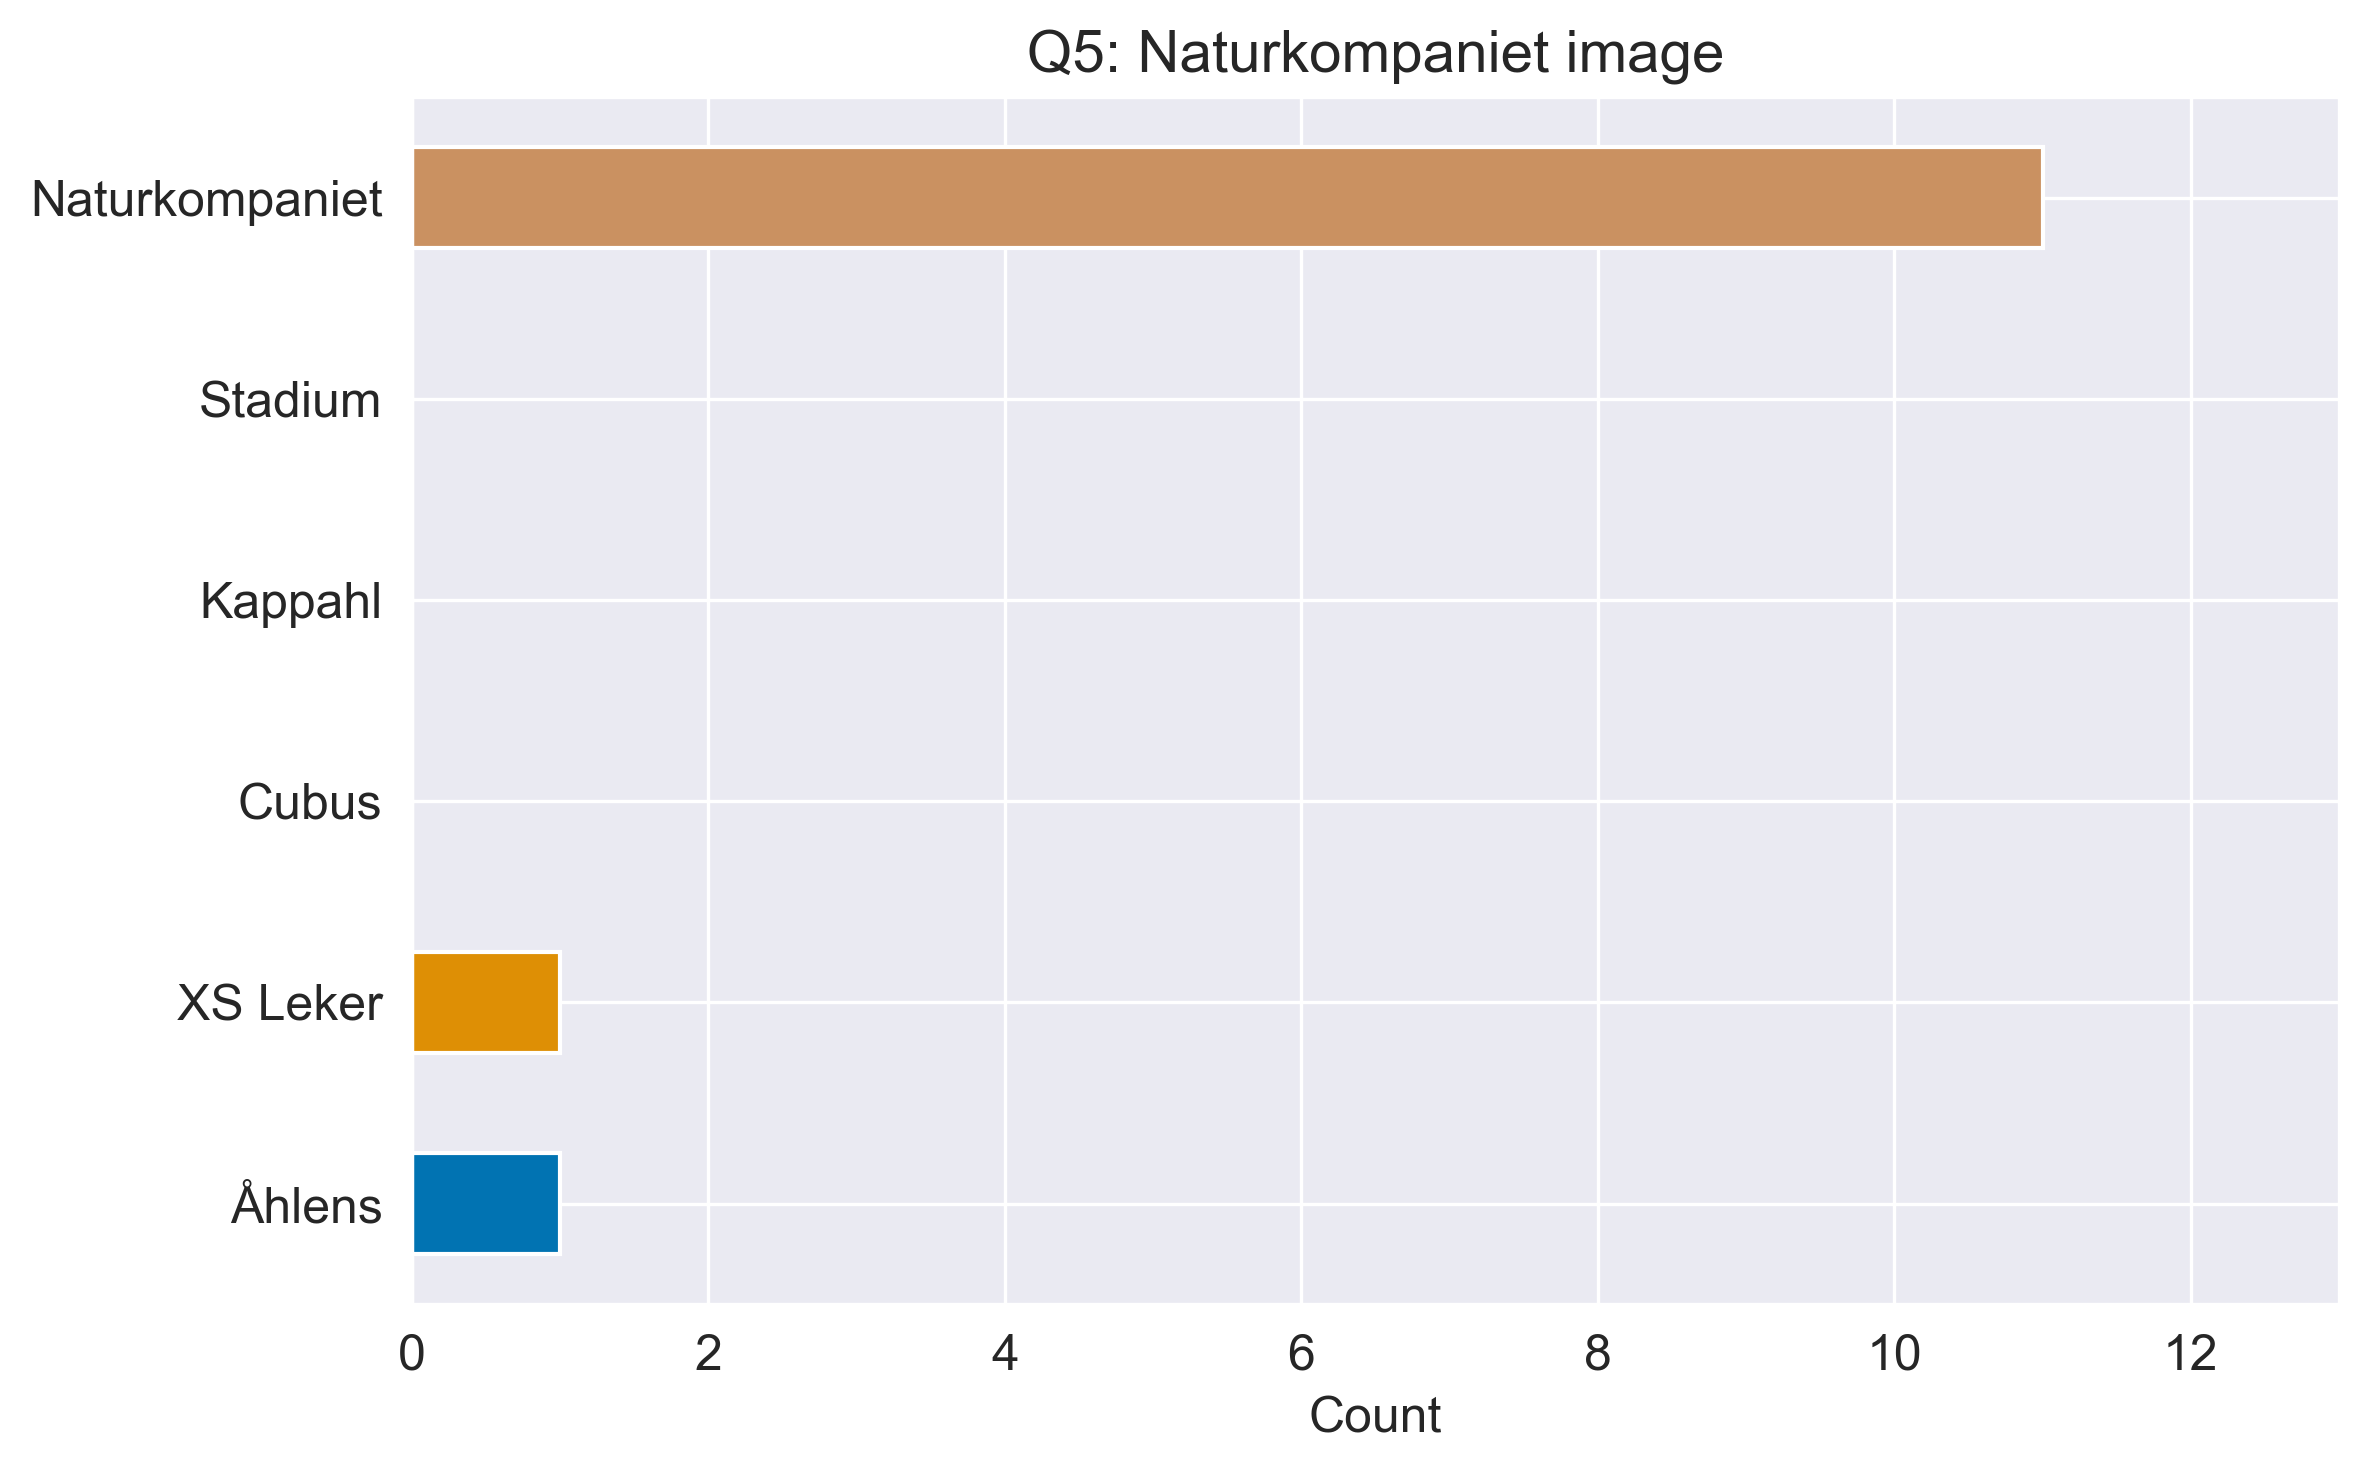 Q5: Naturkompaniet image
Naturkompaniet
Stadium
Kappahl
Cubus
XS Leker
Åhlens
0 2 4 6 8 10 12
Count